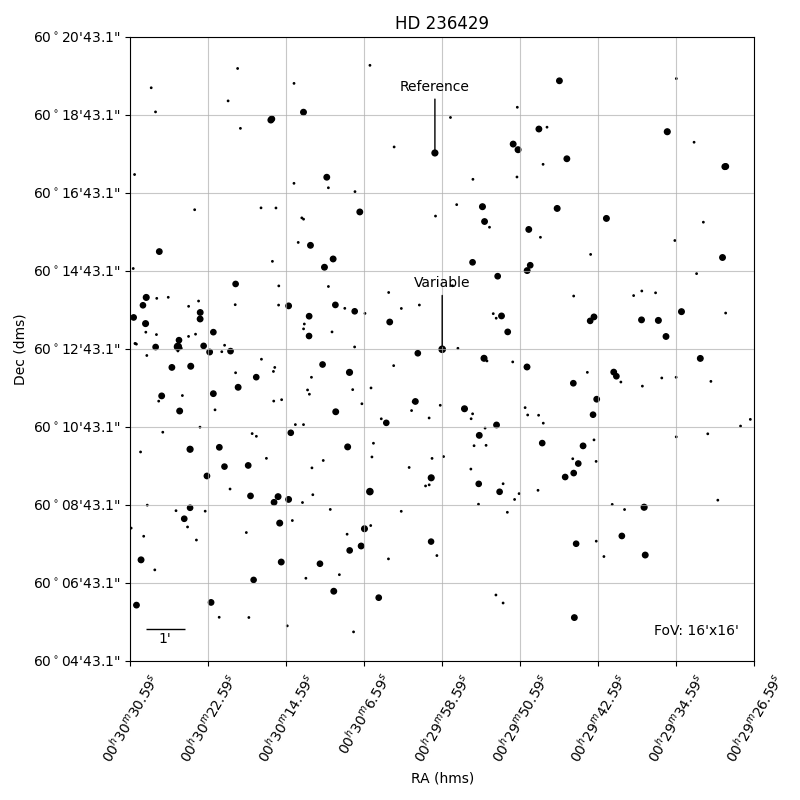 HD 236429
60°20'43.1"
60°18'43.1"
60°16'43.1"
60°14'43.1"
60°12'43.1"
60°10'43.1"
60°08'43.1"
60°06'43.1"
60°04'43.1"
Dec (dms)
Reference
Variable
1'
FoV: 16'x16'
00h30m30.59s
00h30m22.59s
00h30m14.59s
00h30m6.59s
00h29m58.59s
00h29m50.59s
00h29m42.59s
00h29m34.59s
00h29m26.59s
RA (hms)